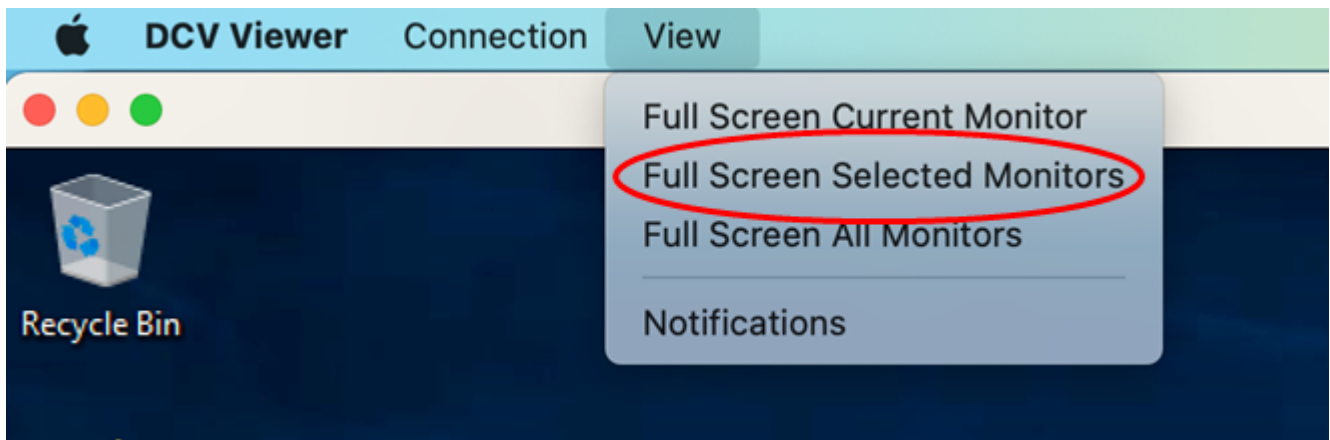 DCV Viewer Connection View
Full Screen Current Monitor
Full Screen Selected Monitors
Full Screen All Monitors
Notifications
Recycle Bin